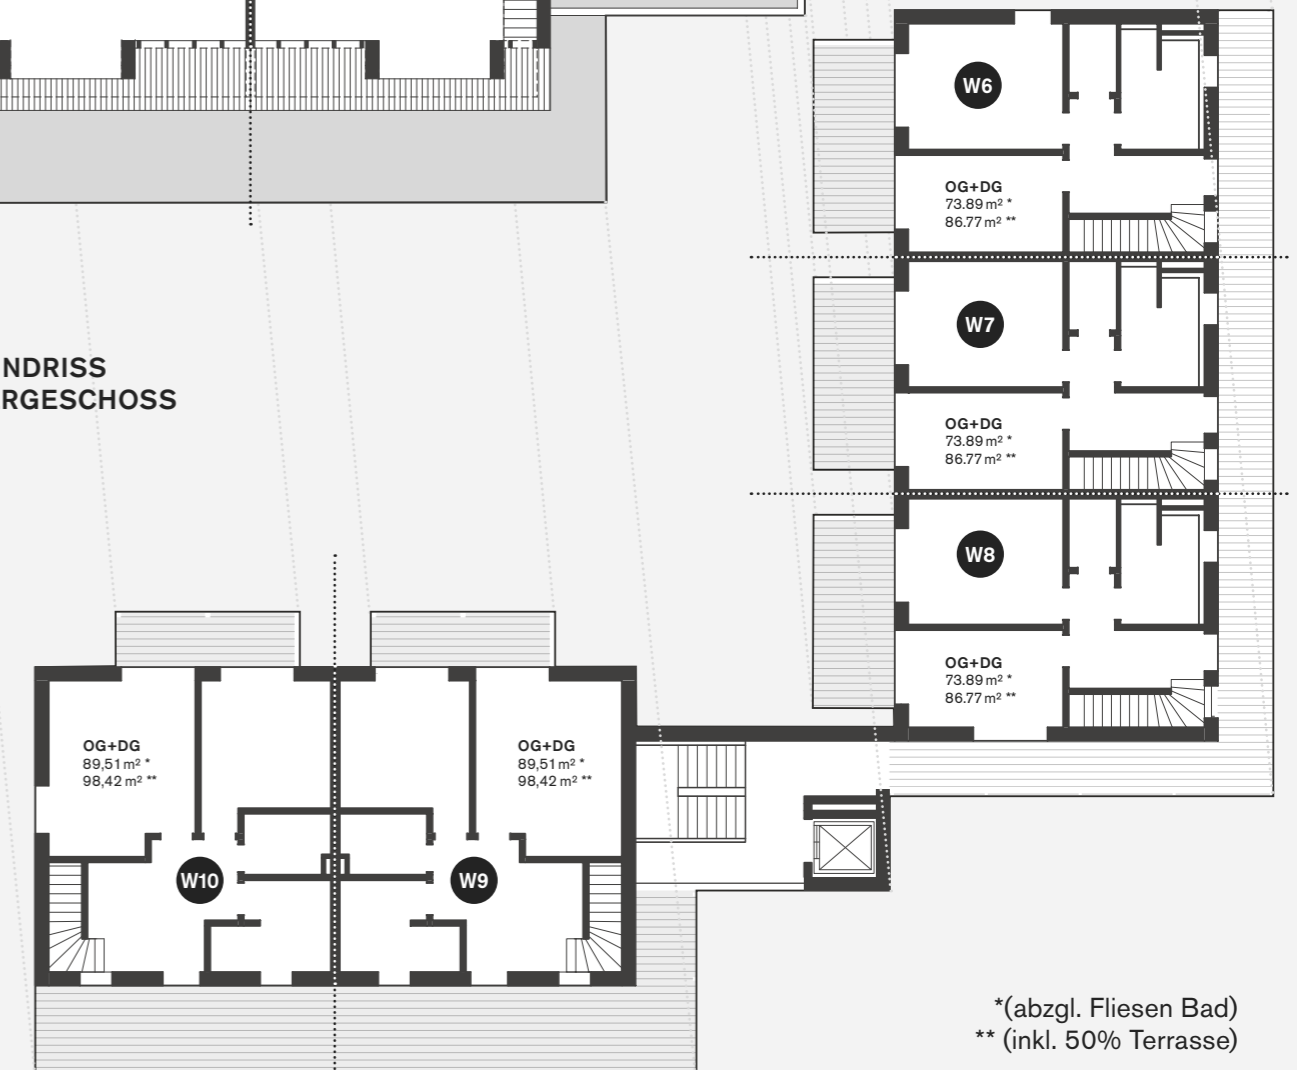 W6
OG+DG
73.89 m² *
86.77 m² **
W7
OG+DG
73.89 m² *
86.77 m² **
NDRISS
RGESCHOSS
W8
OG+DG
73.89 m² *
86.77 m² **
OG+DG
89,51 m² *
98,42 m² **
OG+DG
89,51 m² *
98,42 m² **
W10
W9
*(abzgl. Fliesen Bad)
** (inkl. 50% Terrasse)